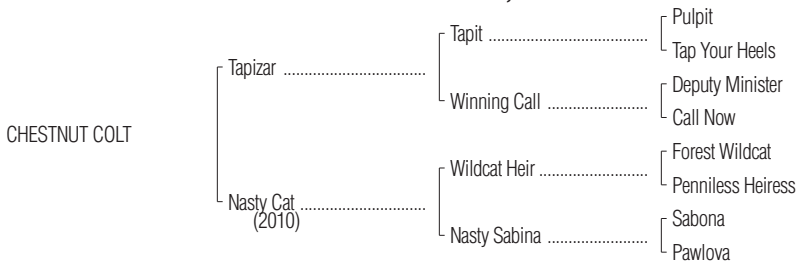 Pulpit
Tapit ........................................
Tap Your Heels
Tapizar ....................................
Deputy Minister
Winning Call .........................
Call Now
CHESTNUT COLT
Forest Wildcat
Wildcat Heir ...........................
Penniless Heiress
Nasty Cat ................................
(2010)
Sabona
Nasty Sabina .........................
Pawlova